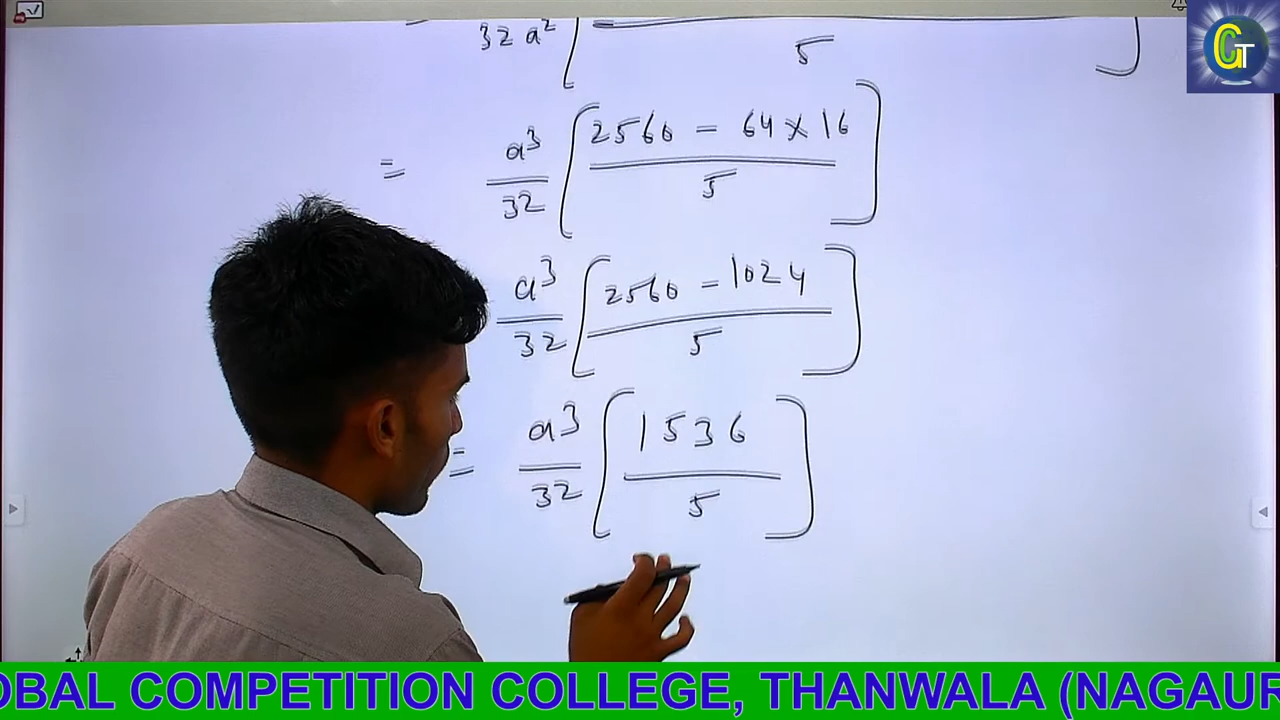 = 32 a² [ 5 ]
= a³/32 [ 2560 - 64 × 16 / 5 ]
a³/32 [ 2560 - 1024 / 5 ]
= a³/32 [ 1536 / 5 ]
GT
OBAL COMPETITION COLLEGE, THANWALA (NAGAUR